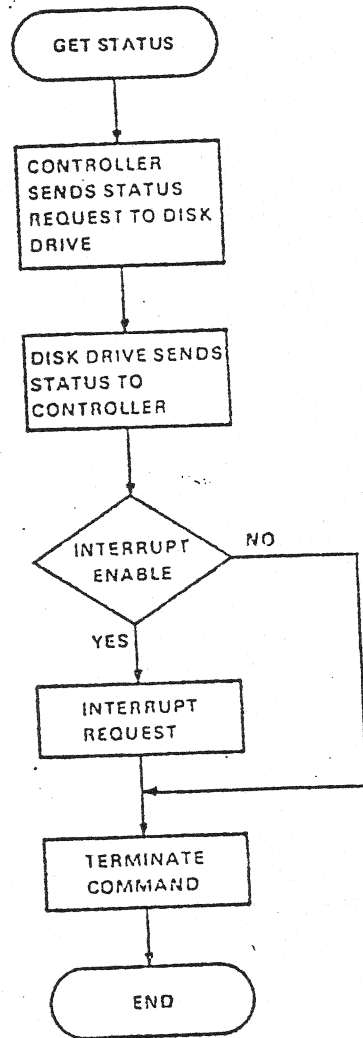 GET STATUS
CONTROLLER
SENDS STATUS
REQUEST TO DISK
DRIVE
DISK DRIVE SENDS
STATUS TO
CONTROLLER
INTERRUPT
ENABLE
NO
YES
INTERRUPT
REQUEST
TERMINATE
COMMAND
END